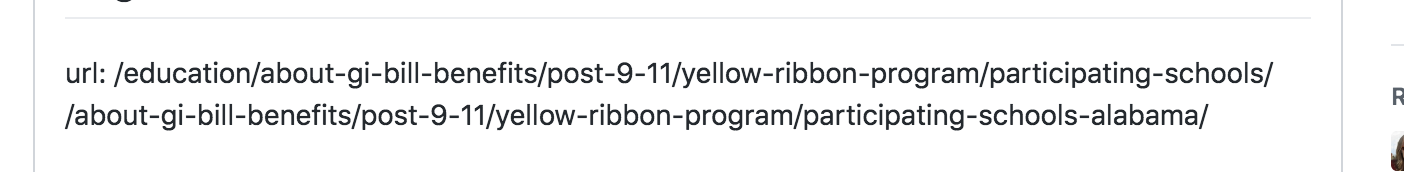 url: /education/about-gi-bill-benefits/post-9-11/yellow-ribbon-program/participating-schools/
/about-gi-bill-benefits/post-9-11/yellow-ribbon-program/participating-schools-alabama/
R